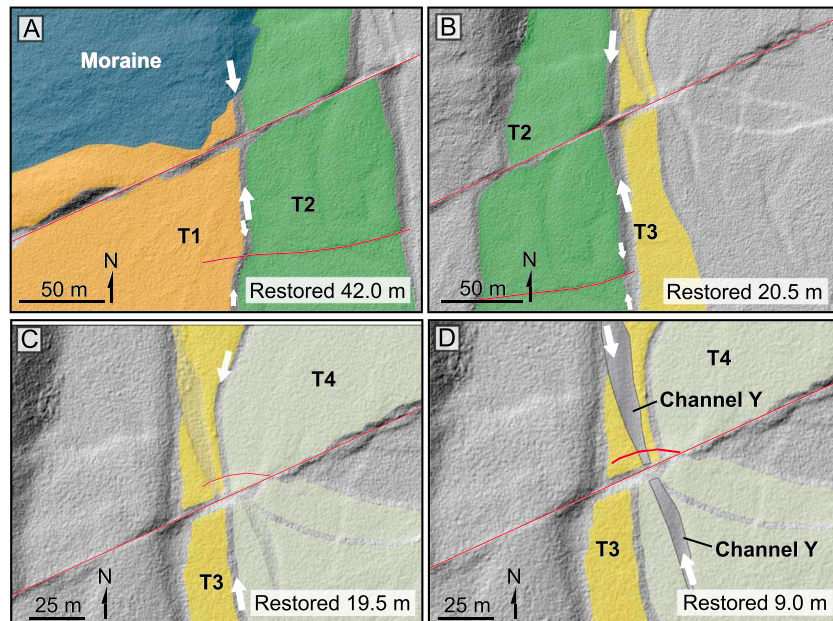 A
Moraine
T2
T1
N
50 m
Restored 42.0 m
B
T2
T3
N
50 m
Restored 20.5 m
C
T4
T3
N
25 m
Restored 19.5 m
D
T4
Channel Y
T3
Channel Y
N
25 m
Restored 9.0 m